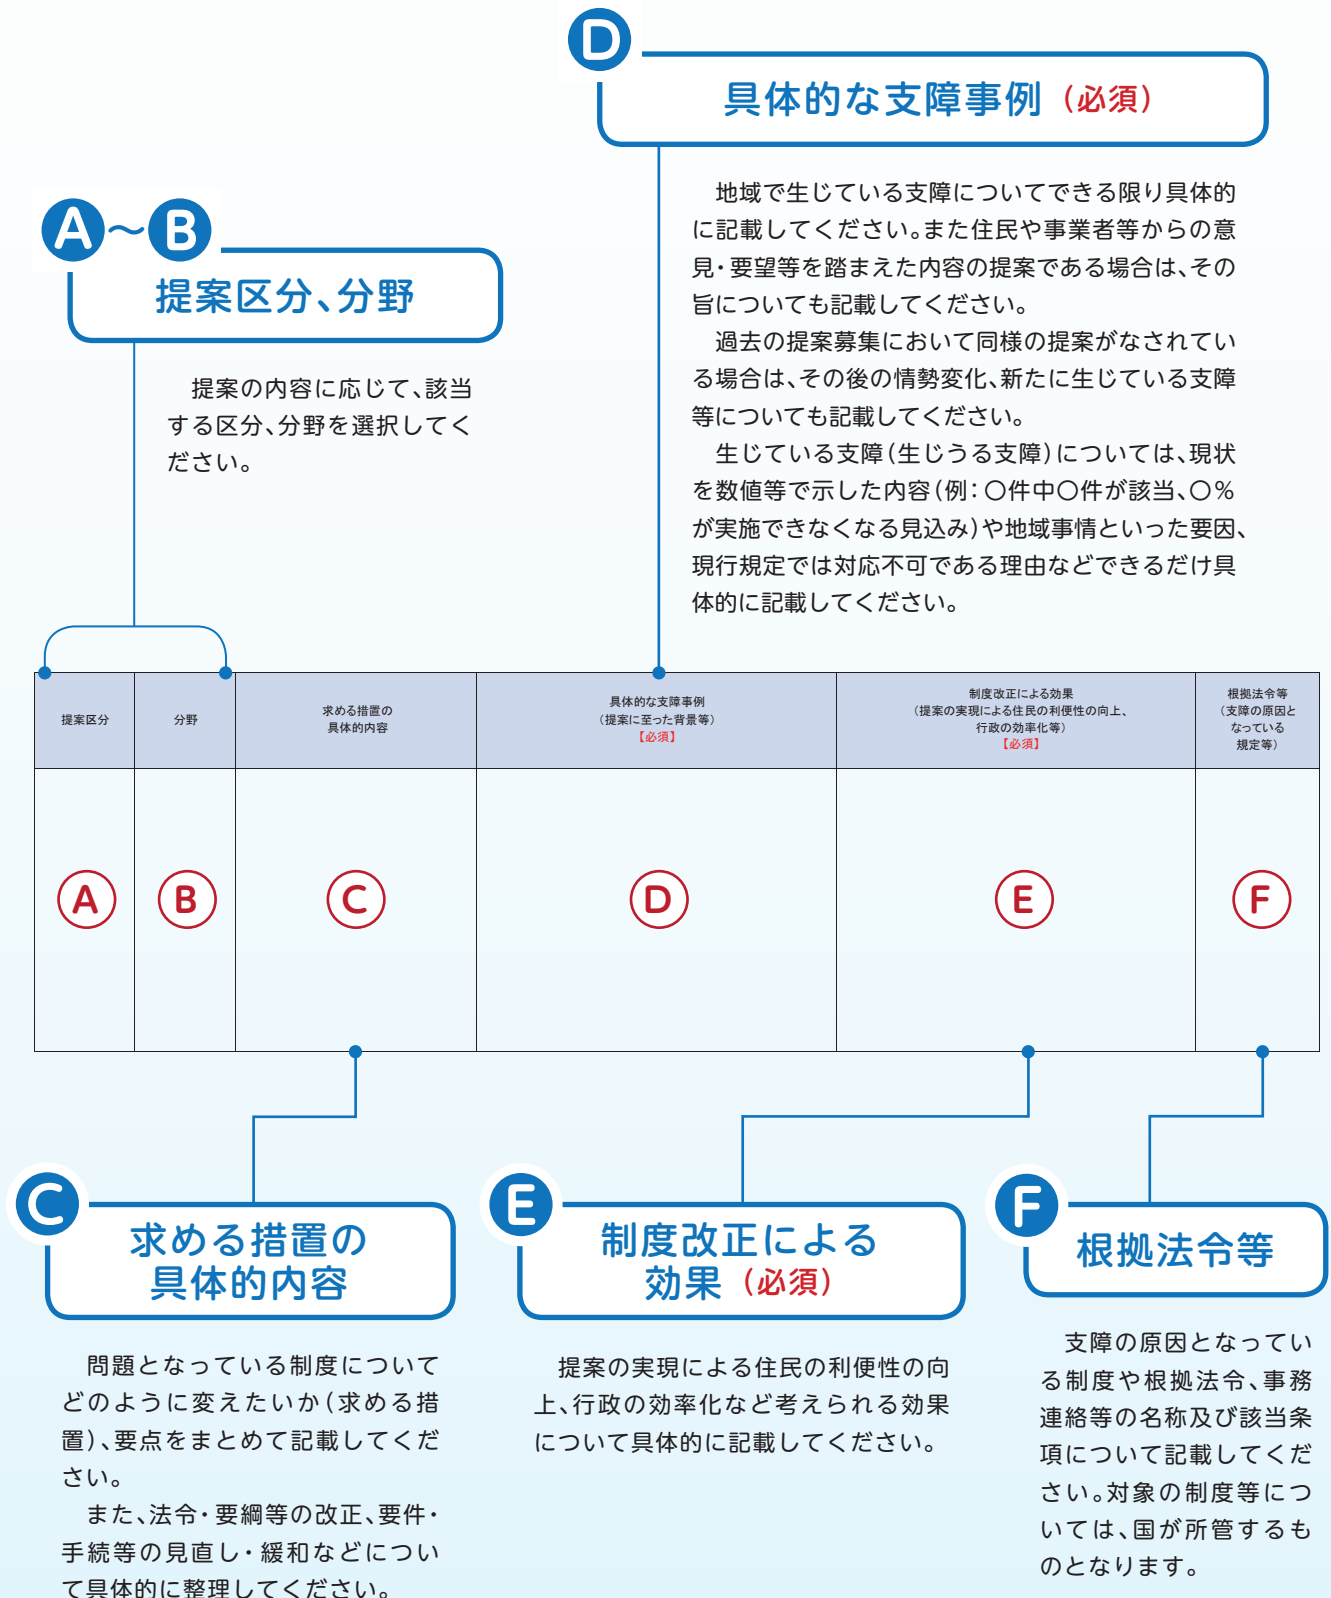 D
具体的な支障事例（必須）
地域で生じている支障についてできる限り具体的
に記載してください。また住民や事業者等からの意
見・要望等を踏まえた内容の提案である場合は、その
旨についても記載してください。
過去の提案募集において同様の提案がなされてい
る場合は、その後の情勢変化、新たに生じている支障
等についても記載してください。
生じている支障（生じうる支障）については、現状
を数値等で示した内容（例：〇件中〇件が該当、〇％
が実施できなくなる見込み）や地域事情といった要因、
現行規定では対応不可である理由などできるだけ具
体的に記載してください。
A～B
提案区分、分野
提案の内容に応じて、該当
する区分、分野を選択してく
ださい。
提案区分
分野
求める措置の
具体的内容
具体的な支障事例
（提案に至った背景等）
【必須】
制度改正による効果
（提案の実現による住民の利便性の向上、
行政の効率化等）
【必須】
根拠法令等
（支障の原因と
なっている
規定等）
A
B
C
D
E
F
C
求める措置の
具体的内容
問題となっている制度について
どのように変えたいか（求める措
置）、要点をまとめて記載してくだ
さい。
また、法令・要綱等の改正、要件・
手続等の見直し・緩和などについ
て具体的に整理してください。
E
制度改正による
効果（必須）
提案の実現による住民の利便性の向
上、行政の効率化など考えられる効果
について具体的に記載してください。
F
根拠法令等
支障の原因となってい
る制度や根拠法令、事務
連絡等の名称及び該当条
項について記載してくだ
さい。対象の制度等につ
いては、国が所管するも
のとなります。